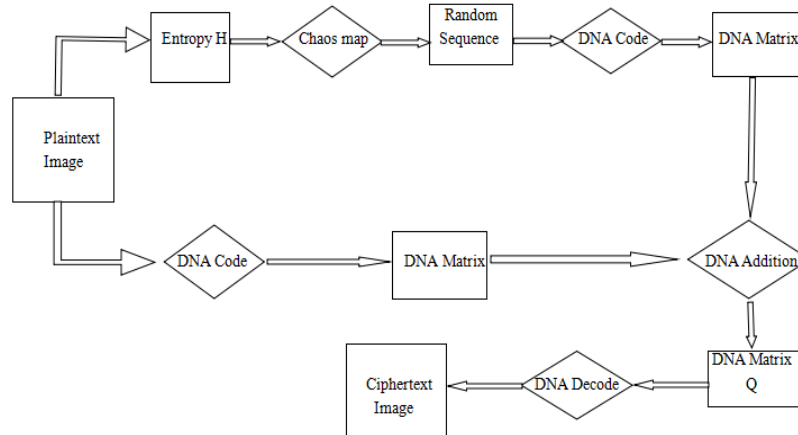 Entropy H
Chaos map
Random
Sequence
DNA Code
DNA Matrix
Plaintext
Image
DNA Code
DNA Matrix
DNA Addition
DNA Matrix
Q
DNA Decode
Ciphertext
Image